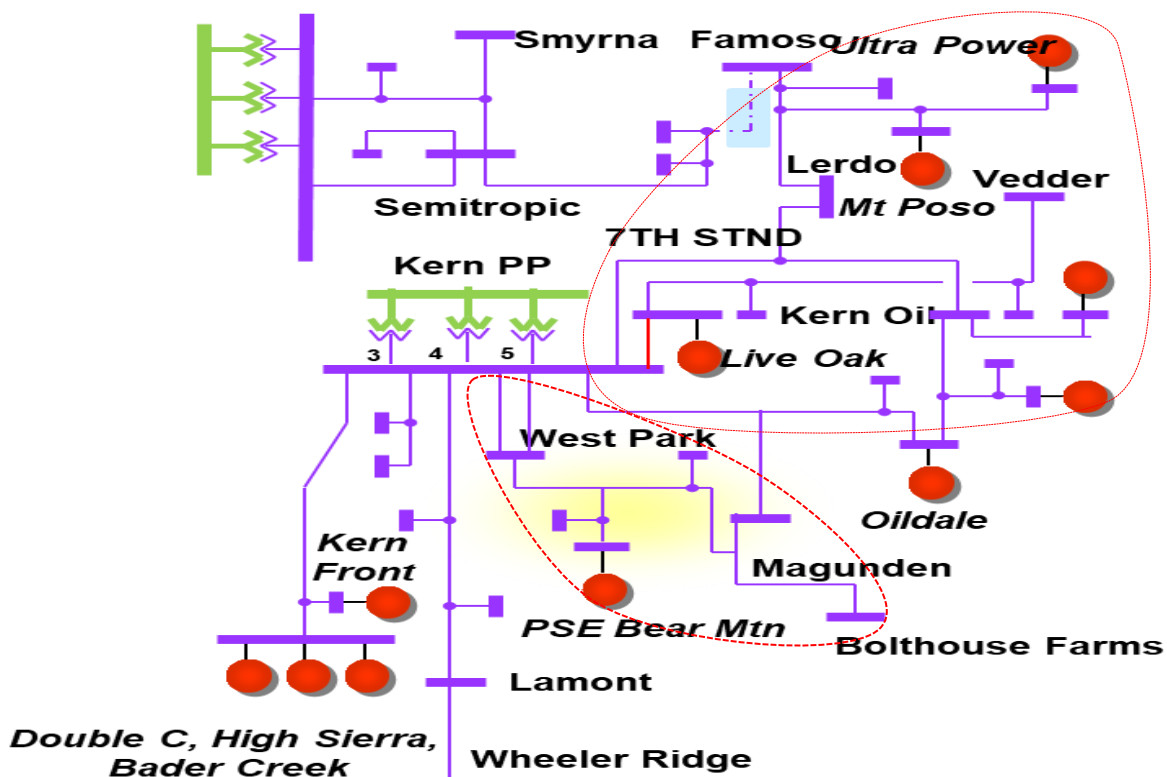 Smyrna
Famoso
Ultra Power
Lerdo
Vedder
Semitropic
Mt Poso
7TH STND
Kern PP
Kern Oil
3
4
5
Live Oak
West Park
Oildale
Kern
Front
Magunden
PSE Bear Mtn
Bolthouse Farms
Lamont
Double C, High Sierra,
Bader Creek
Wheeler Ridge